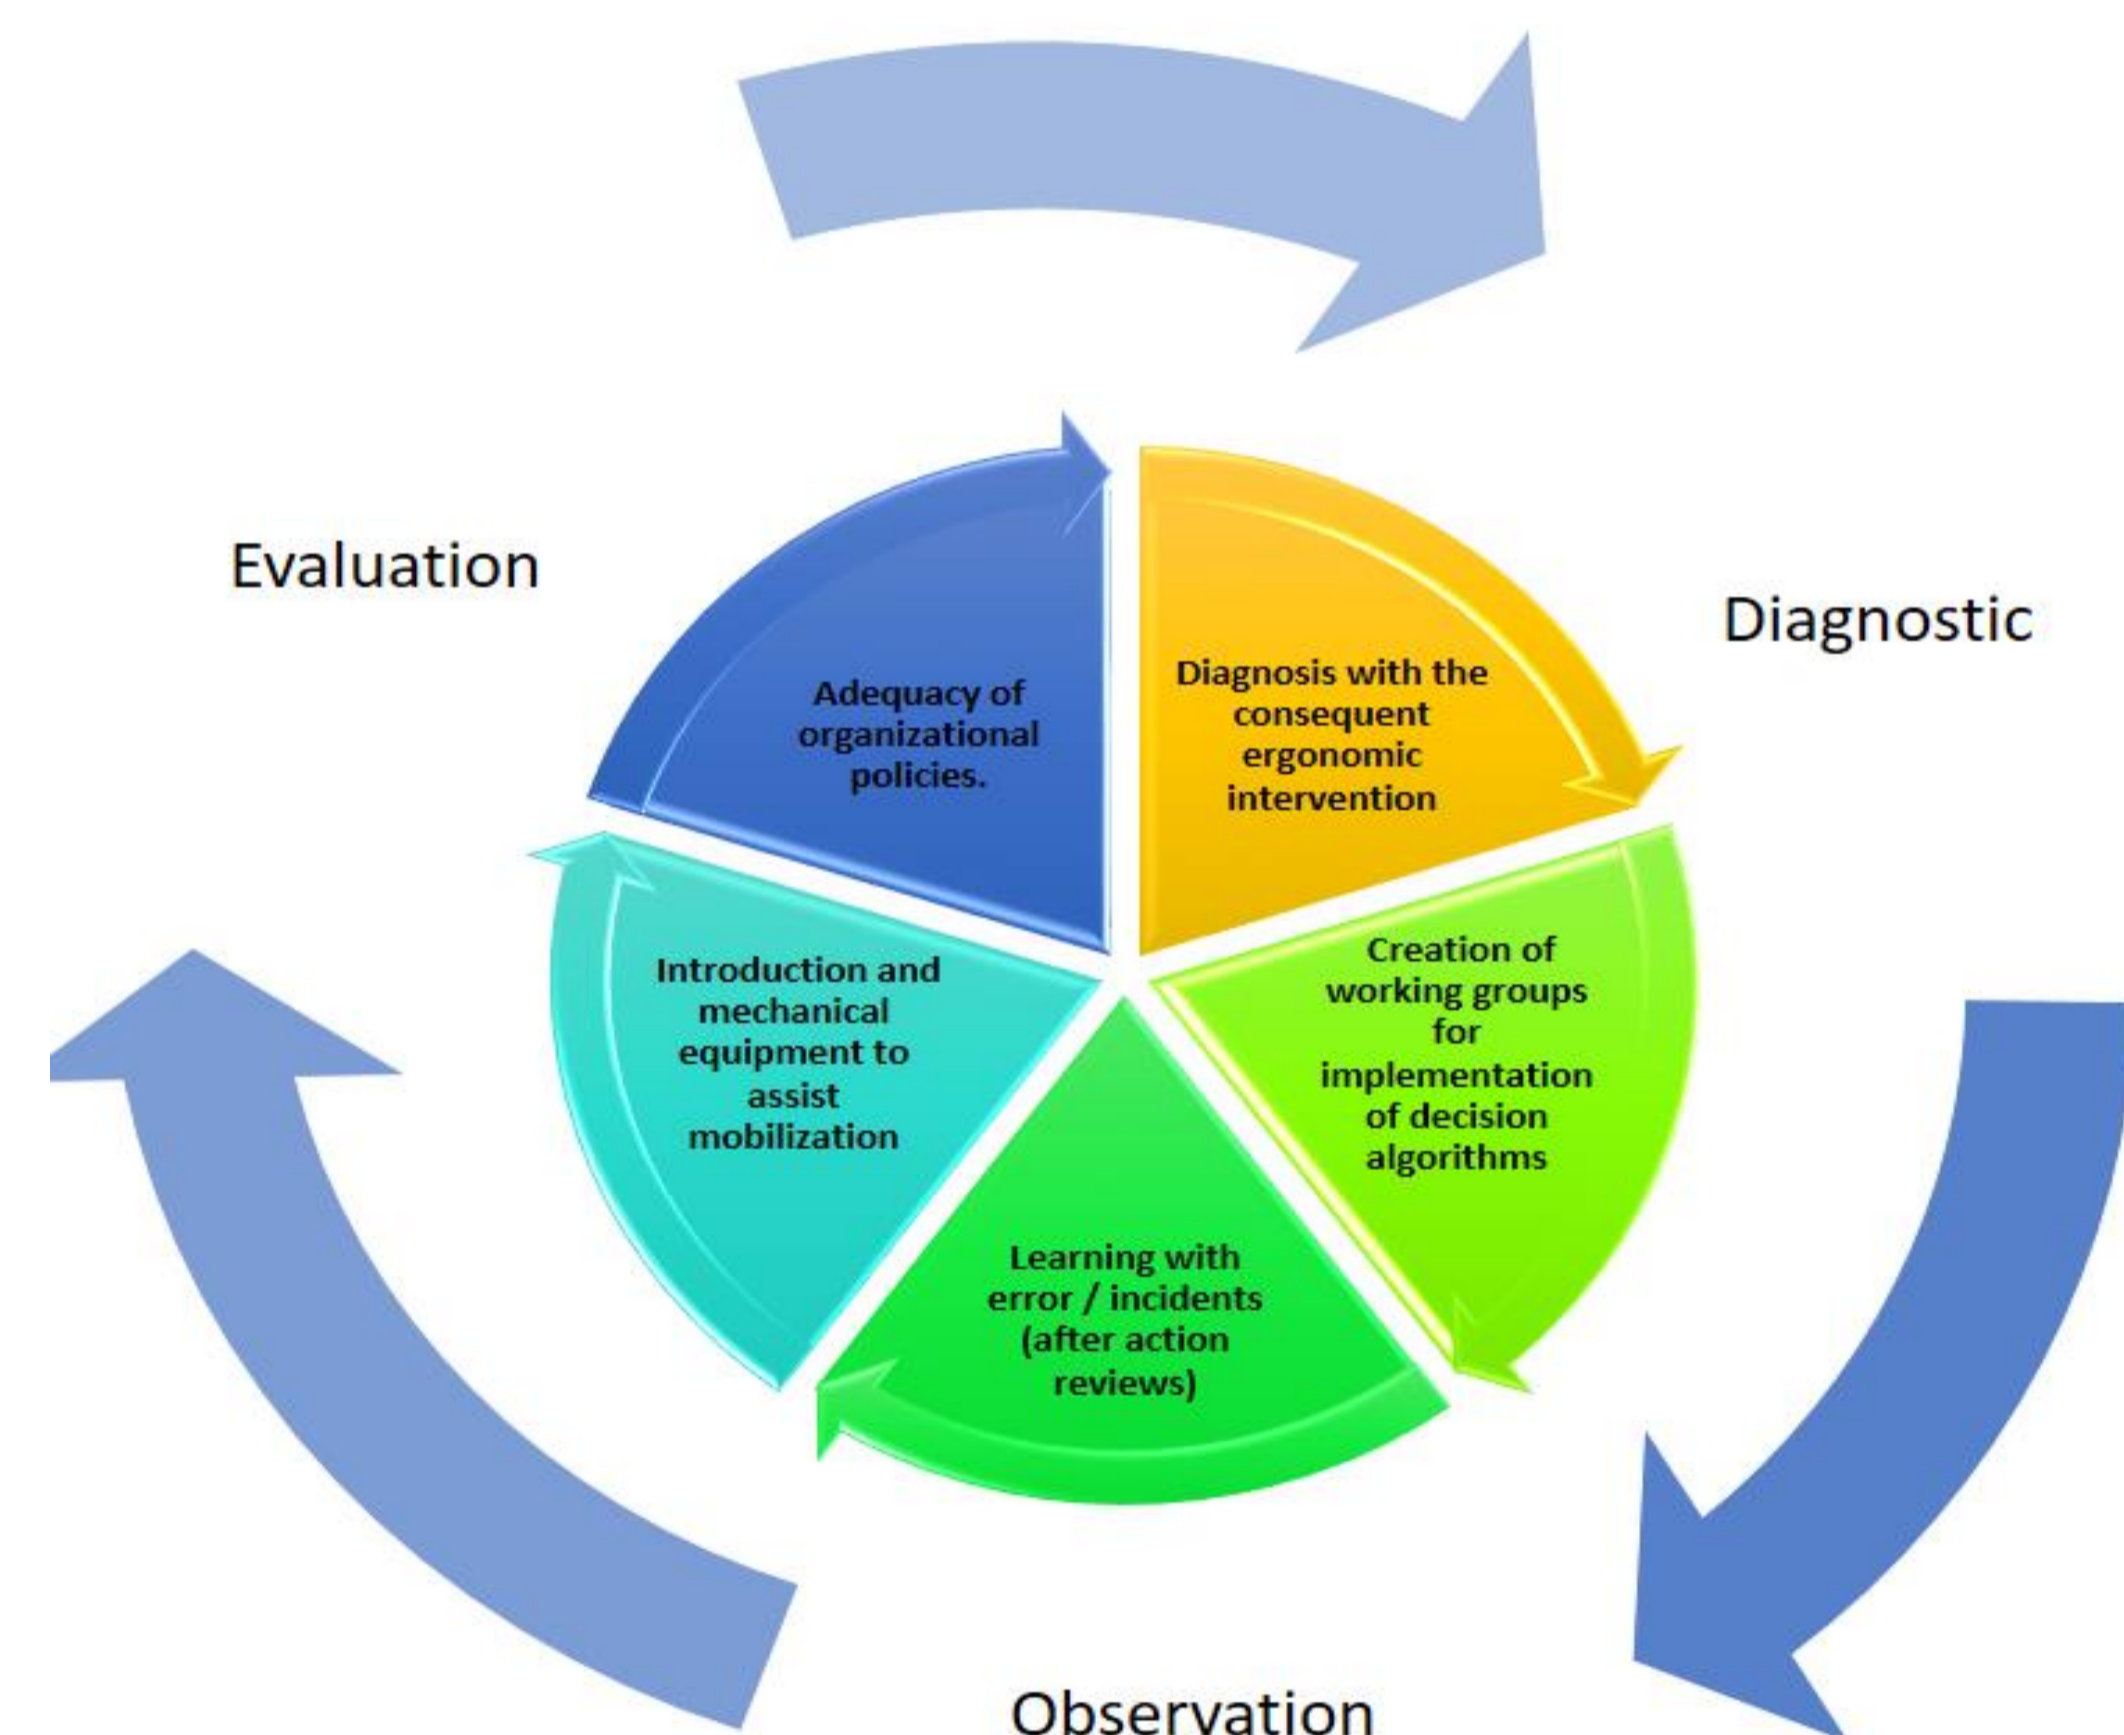 Evaluation
Diagnostic
Adequacy of
organizational
policies.
Diagnosis with the
consequent
ergonomic
intervention
Creation of
working groups
for
implementation
of decision
algorithms
Learning with
error / incidents
(after action
reviews)
Introduction and
mechanical
equipment to
assist
mobilization
Observation